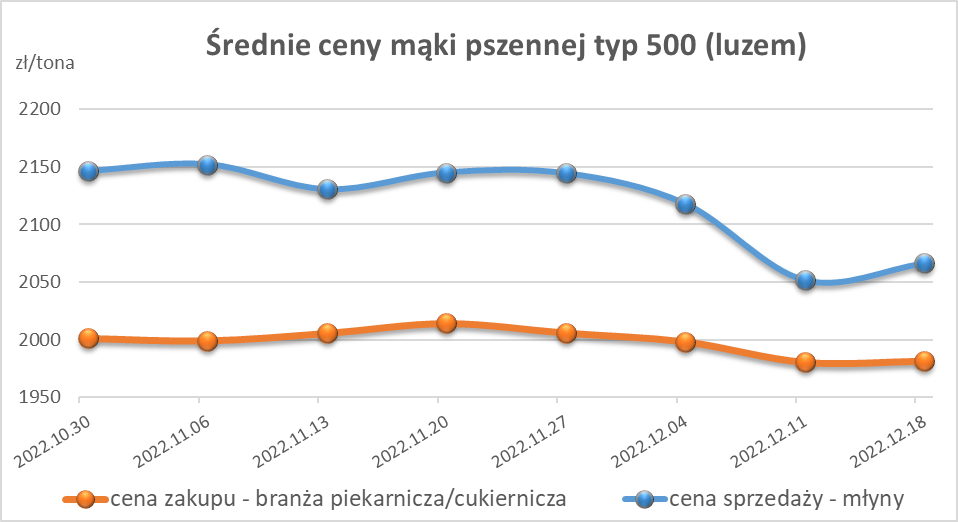 Średnie ceny mąki pszennej typ 500 (luzem)
zł/tona
2200
2150
2100
2050
2000
1950
2022.10.30 2022.11.06 2022.11.13 2022.11.20 2022.11.27 2022.12.04 2022.12.11 2022.12.18
cena zakupu - branża piekarnicza/cukiernicza cena sprzedaży - młyny